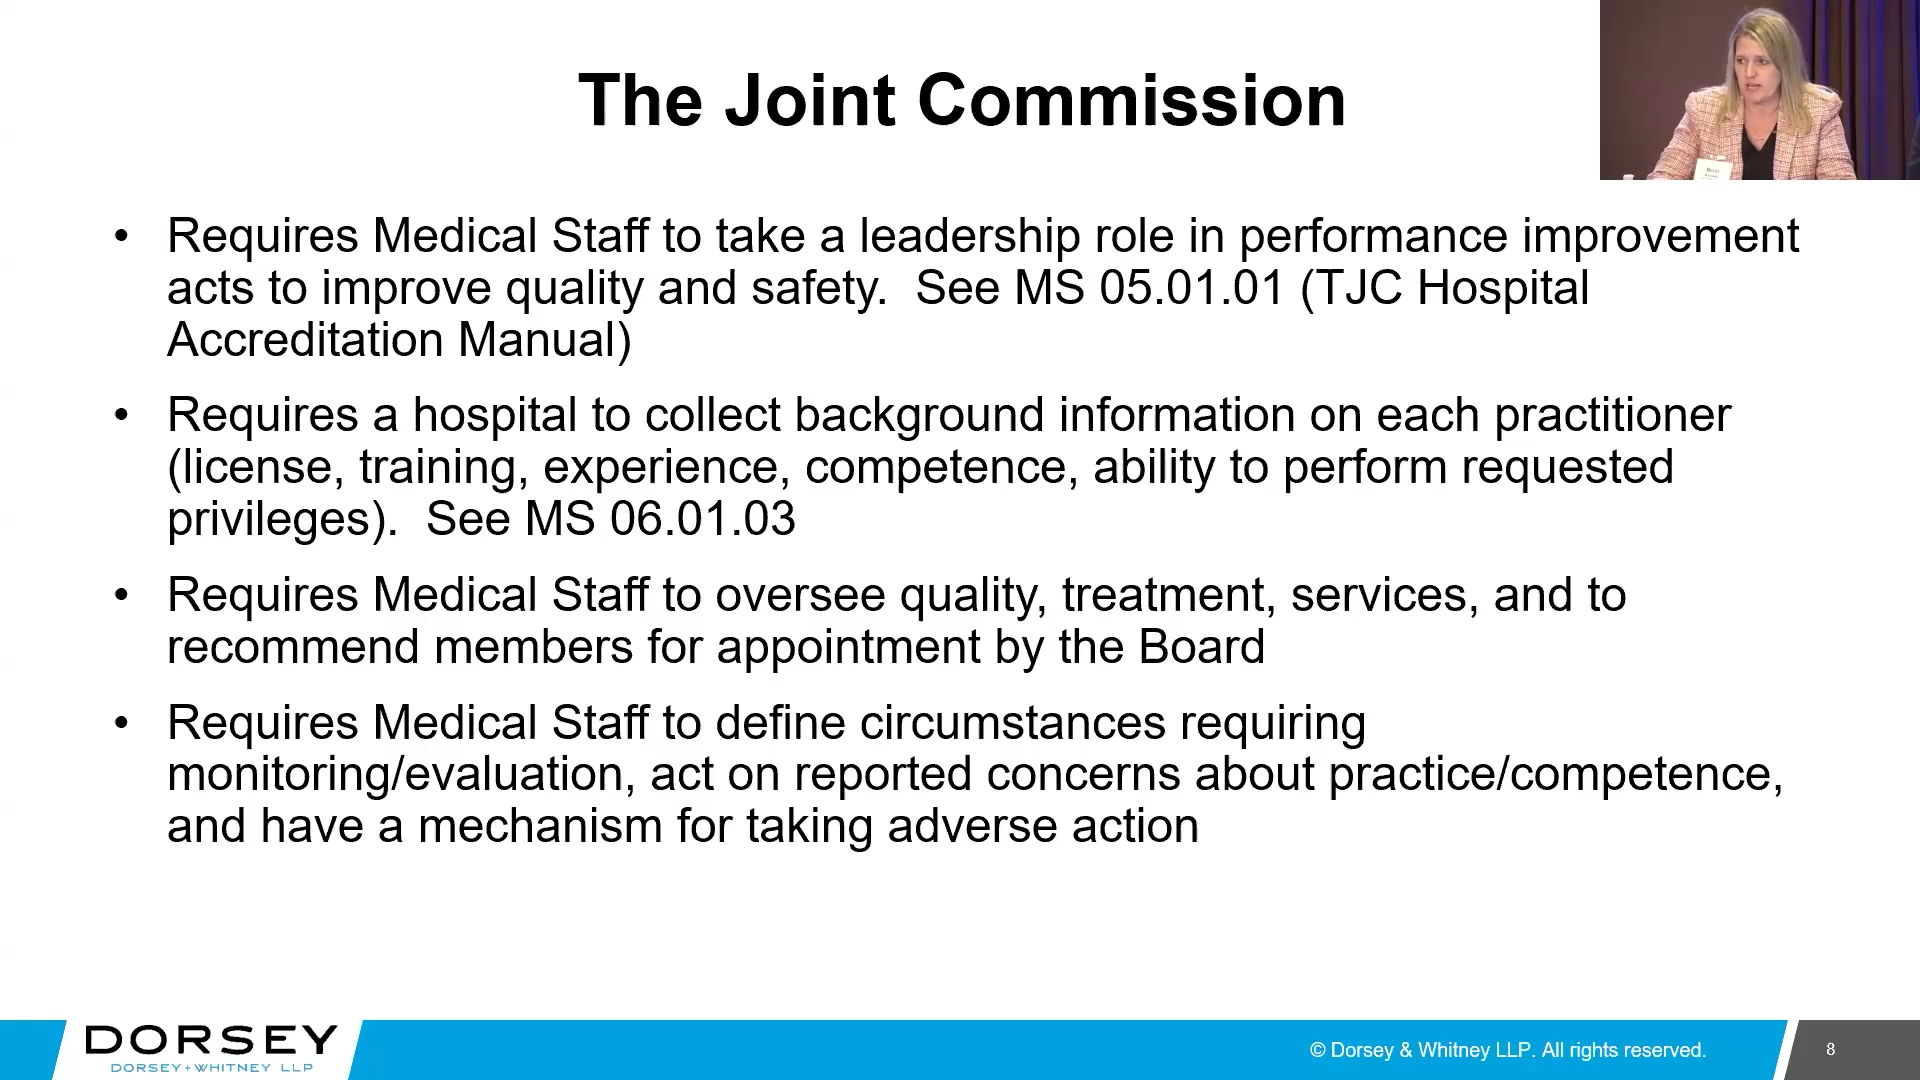 The Joint Commission
• Requires Medical Staff to take a leadership role in performance improvement
acts to improve quality and safety.  See MS 05.01.01 (TJC Hospital
Accreditation Manual)
• Requires a hospital to collect background information on each practitioner
(license, training, experience, competence, ability to perform requested
privileges).  See MS 06.01.03
• Requires Medical Staff to oversee quality, treatment, services, and to
recommend members for appointment by the Board
• Requires Medical Staff to define circumstances requiring
monitoring/evaluation, act on reported concerns about practice/competence,
and have a mechanism for taking adverse action
DORSEY
DORSEY+WHITNEY LLP
© Dorsey & Whitney LLP. All rights reserved.
8